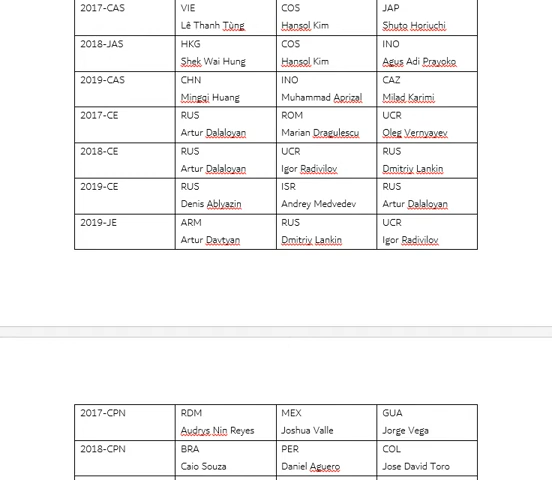 2017-CAS VIE COS JAP
Lê Thanh Tùng Hansol Kim Shuto Horiuchi
2018-JAS HKG COS INO
Shek Wai Hung Hansol Kim Agus Adi Prayoko
2019-CAS CHN INO CAZ
Mingqi Huang Muhammad Aprizal Milad Karimi
2017-CE RUS ROM UCR
Artur Dalaloyan Marian Dragulescu Oleg Vernyayev
2018-CE RUS UCR RUS
Artur Dalaloyan Igor Radivilov Dmitriy Lankin
2019-CE RUS ISR RUS
Denis Ablyazin Andrey Medvedev Artur Dalaloyan
2019-JE ARM RUS UCR
Artur Davtyan Dmitriy Lankin Igor Radivilov
2017-CPN RDM MEX GUA
Audrys Nin Reyes Joshua Valle Jorge Vega
2018-CPN BRA PER COL
Caio Souza Daniel Aguero Jose David Toro